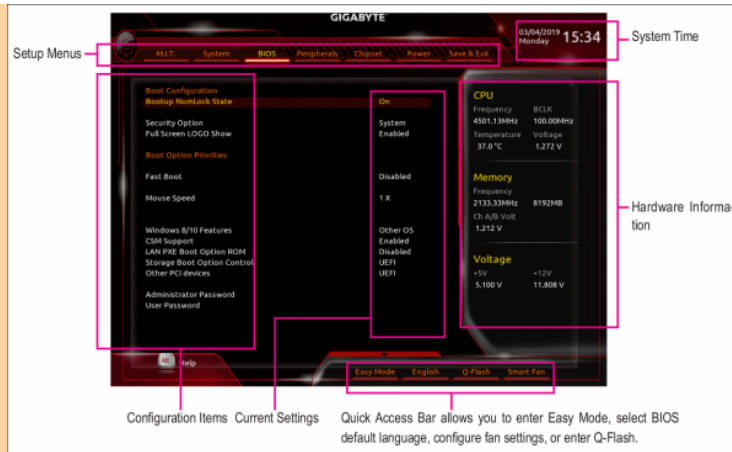 GIGABYTE
03/04/2019
Monday 15:34
System Time
Setup Menus
M.I.T. System BIOS Peripherals Chipset Power Save & Exit
Boot Configuration
Bootup NumLock State On
Security Option System
Full Screen LOGO Show Enabled
Boot Option Priorities
Fast Boot Disabled
Mouse Speed 1 X
Windows 8/10 Features Other OS
CSM Support Enabled
LAN PXE Boot Option ROM Disabled
Storage Boot Option Control UEFI
Other PCI devices UEFI
Administrator Password
User Password
CPU
Frequency BCLK
4501.13MHz 100.00MHz
Temperature Voltage
37.0 °C 1.272 V
Memory
Frequency
2133.33MHz 8192MB
Ch A/B Volt
1.212 V
Voltage
+5V +12V
5.100 V 11.808 V
Hardware Informa-
tion
Alt Help
Easy Mode English Q-Flash Smart Fan
Configuration Items Current Settings
Quick Access Bar allows you to enter Easy Mode, select BIOS
default language, configure fan settings, or enter Q-Flash.